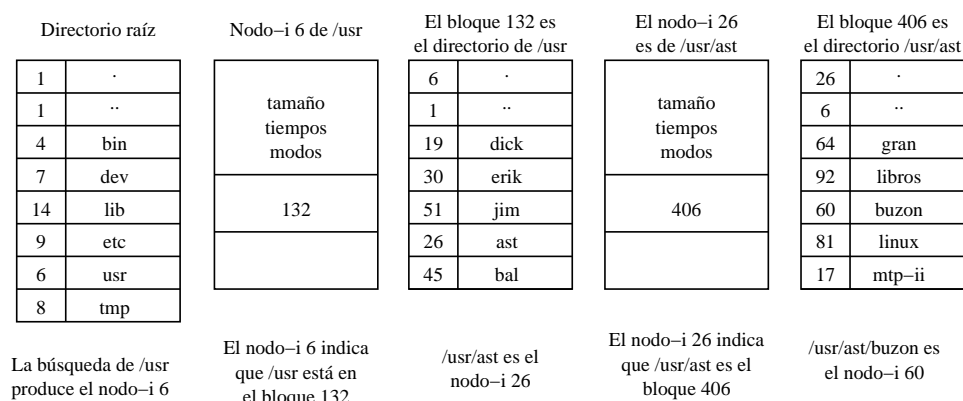 Directorio raíz
1 .
1 ..
4 bin
7 dev
14 lib
9 etc
6 usr
8 tmp
La búsqueda de /usr
produce el nodo–i 6
Nodo–i 6 de /usr
tamaño
tiempos
modos
132
El nodo–i 6 indica
que /usr está en
el bloque 132
El bloque 132 es
el directorio de /usr
6 .
1 ..
19 dick
30 erik
51 jim
26 ast
45 bal
/usr/ast es el
nodo–i 26
El nodo–i 26
es de /usr/ast
tamaño
tiempos
modos
406
El nodo–i 26 indica
que /usr/ast es el
bloque 406
El bloque 406 es
el directorio /usr/ast
26 .
6 ..
64 gran
92 libros
60 buzon
81 linux
17 mtp–ii
/usr/ast/buzon es
el nodo–i 60